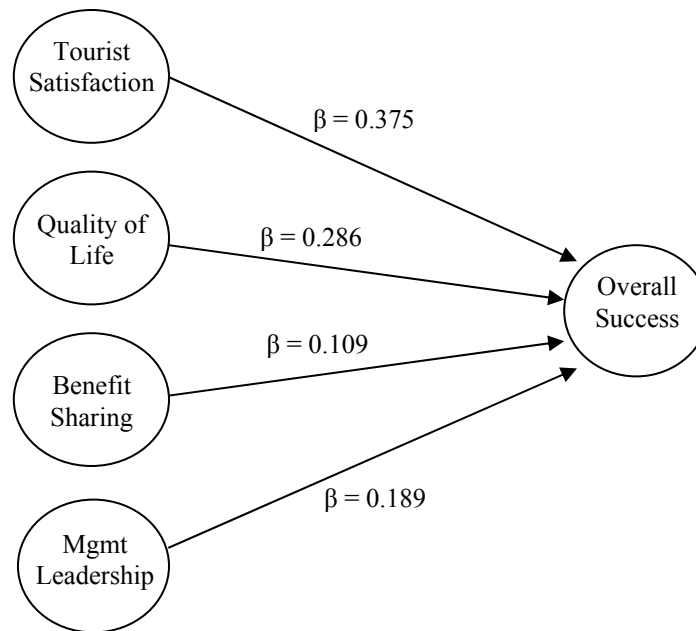 Tourist
Satisfaction
β = 0.375
Quality of
Life
β = 0.286
Overall
Success
β = 0.109
Benefit
Sharing
β = 0.189
Mgmt
Leadership